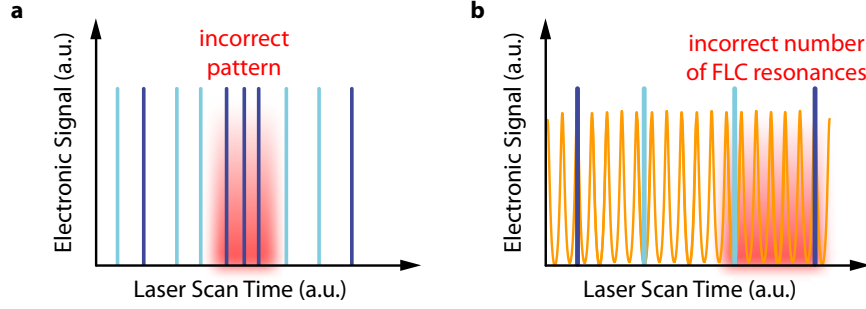 a
incorrect
pattern
Electronic Signal (a.u.)
Laser Scan Time (a.u.)
b
incorrect number
of FLC resonances
Electronic Signal (a.u.)
Laser Scan Time (a.u.)